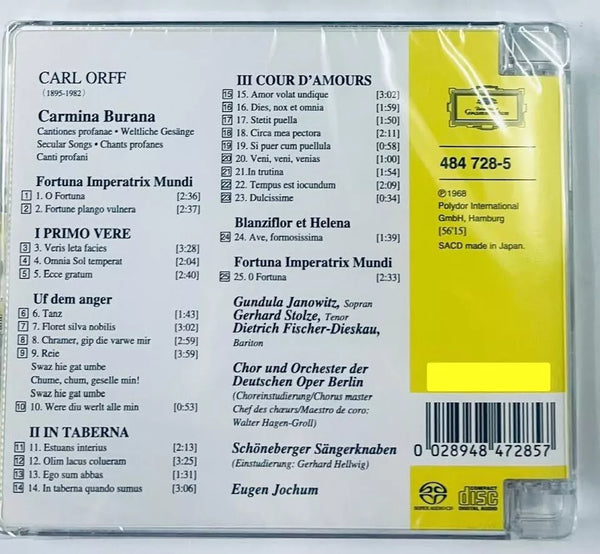 CARL ORFF
(1895-1982)
Carmina Burana
Cantiones profanae • Weltliche Gesänge
Secular Songs • Chants profanes
Canti profani
Fortuna Imperatrix Mundi
1 1. O Fortuna [2:36]
2 2. Fortune plango vulnera [2:37]
I PRIMO VERE
3 3. Veris leta facies [3:28]
4 4. Omnia Sol temperat [2:04]
5 5. Ecce gratum [2:40]
Uf dem anger
6 6. Tanz [1:43]
7 7. Floret silva nobilis [3:02]
8 8. Chramer, gip die varwe mir [2:59]
9 9. Reie [3:59]
Swaz hie gat umbe
Chume, chum, geselle min!
Swaz hie gat umbe
10 10. Were diu werlt alle min [0:53]
II IN TABERNA
11 11. Estuans interius [2:13]
12 12. Olim lacus colueram [3:25]
13 13. Ego sum abbas [1:31]
14 14. In taberna quando sumus [3:06]
III COUR D'AMOURS
15 15. Amor volat undique [3:02]
16 16. Dies, nox et omnia [1:59]
17 17. Stetit puella [1:50]
18 18. Circa mea pectora [2:11]
19 19. Si puer cum puellula [0:58]
20 20. Veni, veni, venias [1:00]
21 21.In trutina [1:54]
22 22. Tempus est iocundum [2:09]
23 23. Dulcissime [0:34]
Blanziflor et Helena
24 24. Ave, formosissima [1:39]
Fortuna Imperatrix Mundi
25 25. O Fortuna [2:33]
Gundula Janowitz, Sopran
Gerhard Stolze, Tenor
Dietrich Fischer-Dieskau,
Bariton
Chor und Orchester der
Deutschen Oper Berlin
(Choreinstudierung/Chorus master
Chef des chœurs/Maestro de coro:
Walter Hagen-Groll)
Schöneberger Sängerknaben
(Einstudierung: Gerhard Hellwig)
Eugen Jochum
Deutsche
Grammophon
484 728-5
℗1968
Polydor International
GmbH, Hamburg
[56'15]
SACD made in Japan.
0 028948 472857
SUPER AUDIO CD
COMPACT
disc
DIGITAL AUDIO